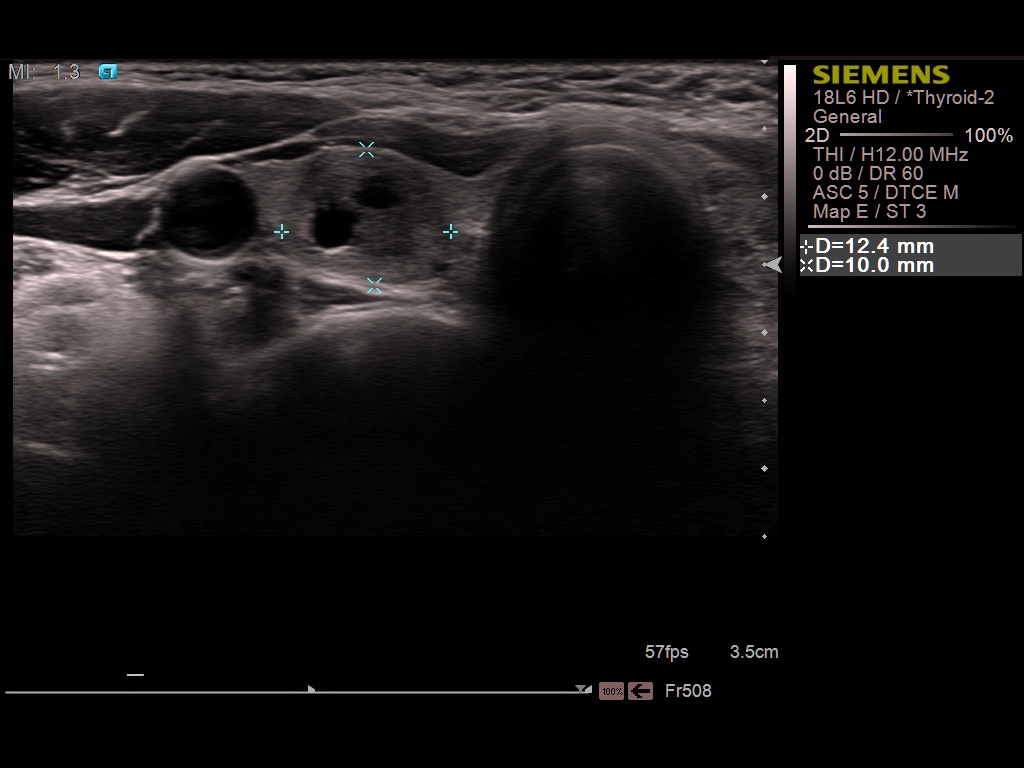 MI: 1.3
SIEMENS
18L6 HD / *Thyroid-2
General
2D 100%
THI / H12.00 MHz
0 dB / DR 60
ASC 5 / DTCE M
Map E / ST 3
D=12.4 mm
D=10.0 mm
57fps 3.5cm
100% Fr508